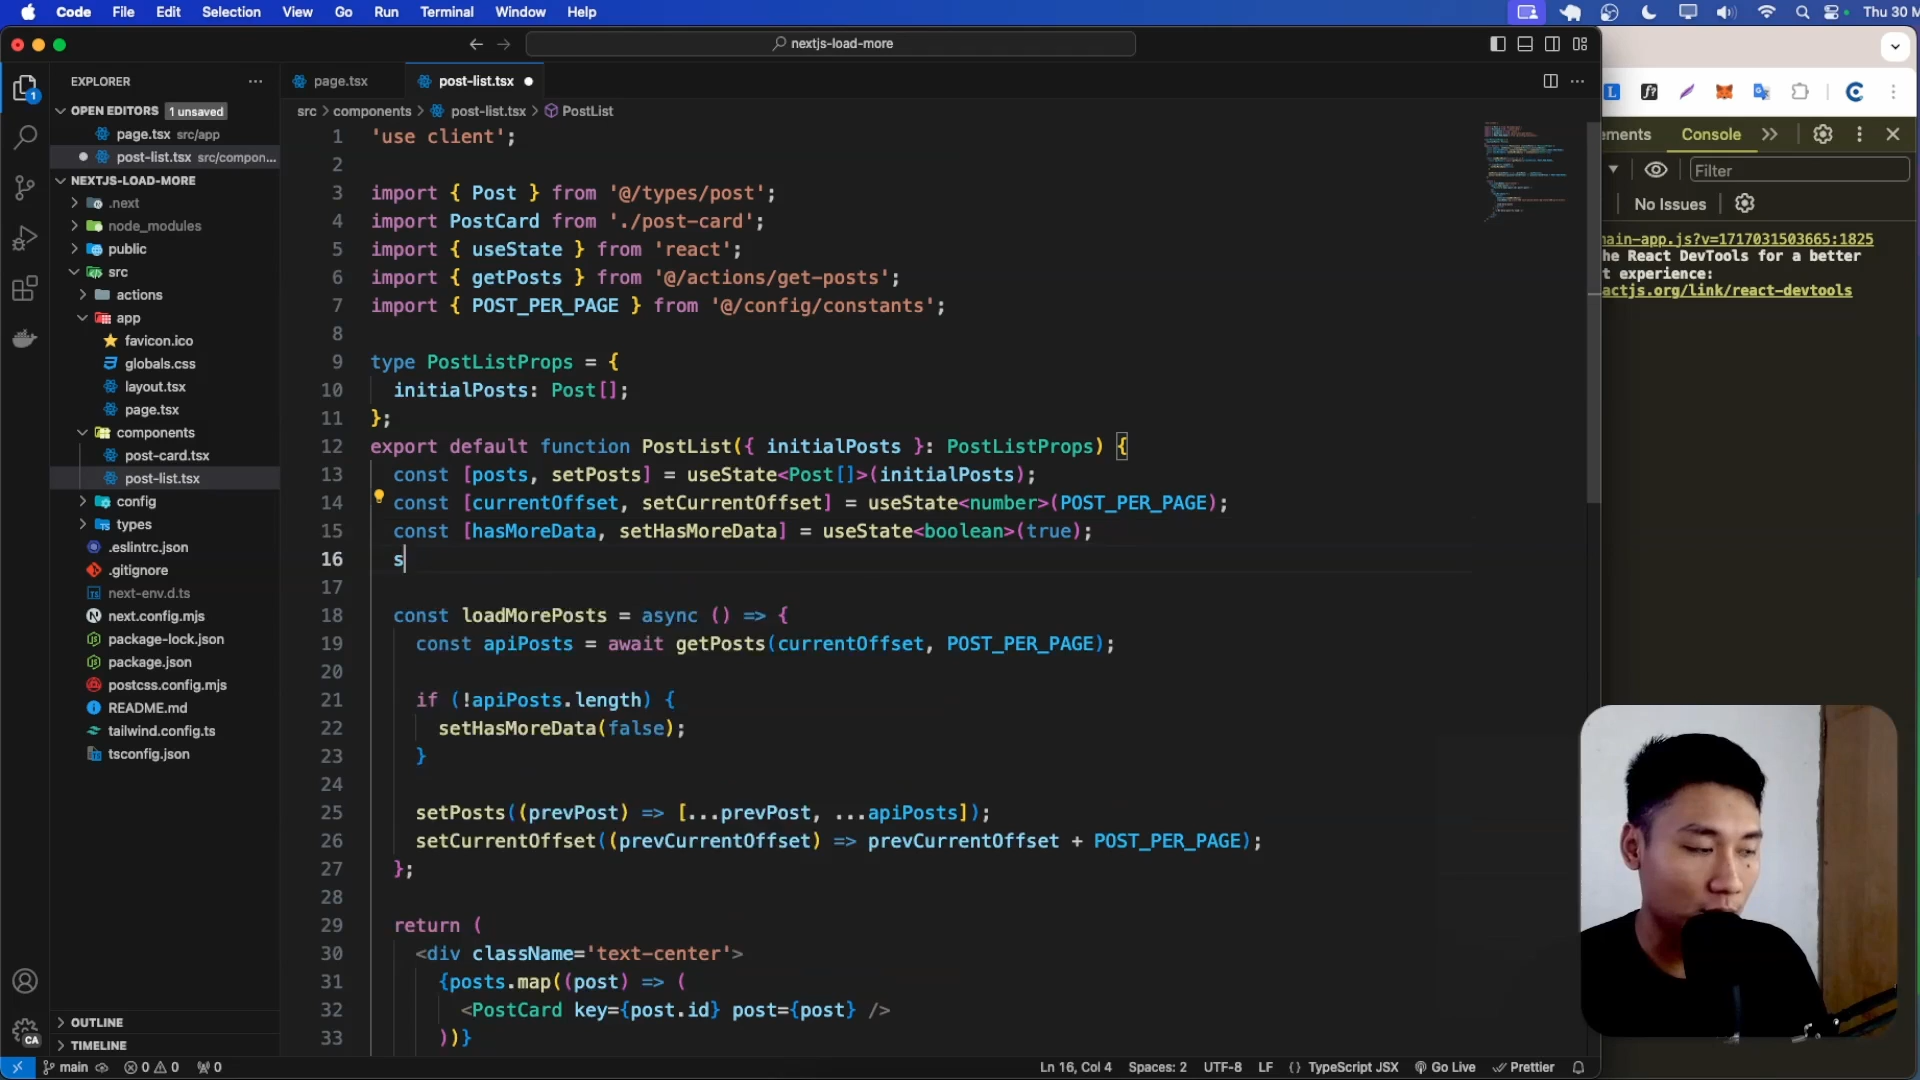 Code File Edit Selection View Go Run Terminal Window Help
Thu 30 M
nextjs-load-more
EXPLORER
OPEN EDITORS 1 unsaved
page.tsx src/app
post-list.tsx src/compon...
NEXTJS-LOAD-MORE
.next
node_modules
public
src
actions
app
favicon.ico
globals.css
layout.tsx
page.tsx
components
post-card.tsx
post-list.tsx
config
types
.eslintrc.json
.gitignore
next-env.d.ts
next.config.mjs
package-lock.json
package.json
postcss.config.mjs
README.md
tailwind.config.ts
tsconfig.json
OUTLINE
TIMELINE
page.tsx
post-list.tsx
src > components > post-list.tsx > PostList
1 'use client';
2
3 import { Post } from '@/types/post';
4 import PostCard from './post-card';
5 import { useState } from 'react';
6 import { getPosts } from '@/actions/get-posts';
7 import { POST_PER_PAGE } from '@/config/constants';
8
9 type PostListProps = {
10 initialPosts: Post[];
11 };
12 export default function PostList({ initialPosts }: PostListProps) {
13 const [posts, setPosts] = useState<Post[]>(initialPosts);
14 const [currentOffset, setCurrentOffset] = useState<number>(POST_PER_PAGE);
15 const [hasMoreData, setHasMoreData] = useState<boolean>(true);
16 s
17
18 const loadMorePosts = async () => {
19 const apiPosts = await getPosts(currentOffset, POST_PER_PAGE);
20
21 if (!apiPosts.length) {
22 setHasMoreData(false);
23 }
24
25 setPosts((prevPost) => [...prevPost, ...apiPosts]);
26 setCurrentOffset((prevCurrentOffset) => prevCurrentOffset + POST_PER_PAGE);
27 };
28
29 return (
30 <div className='text-center'>
31 {posts.map((post) => (
32 <PostCard key={post.id} post={post} />
33 ))}
ements Console
Filter
No Issues
main-app.js?v=1717031503665:1825
he React DevTools for a better
t experience:
actjs.org/link/react-devtools
1
CA
main 0 0 0
Ln 16, Col 4 Spaces: 2 UTF-8 LF {} TypeScript JSX Go Live Prettier